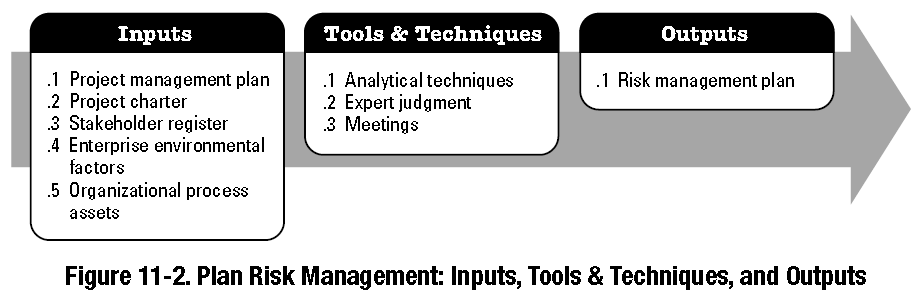 Inputs
.1 Project management plan
.2 Project charter
.3 Stakeholder register
.4 Enterprise environmental
factors
.5 Organizational process
assets
Tools & Techniques
.1 Analytical techniques
.2 Expert judgment
.3 Meetings
Outputs
.1 Risk management plan
Figure 11-2. Plan Risk Management: Inputs, Tools & Techniques, and Outputs